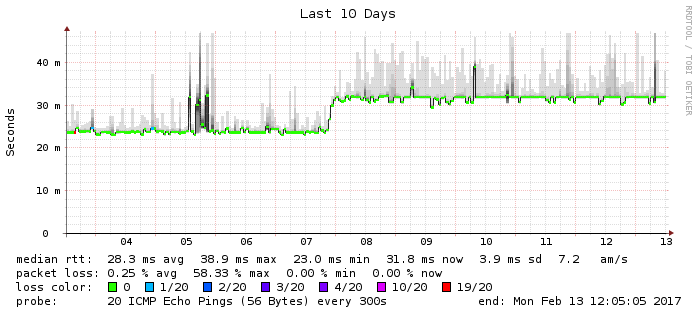 Last 10 Days
RRDTOOL / TOBI OETIKER
Seconds
40 m
30 m
20 m
10 m
0
04 05 06 07 08 09 10 11 12 13
median rtt: 28.3 ms avg 38.9 ms max 23.0 ms min 31.8 ms now 3.9 ms sd 7.2 am/s
packet loss: 0.25 % avg 58.33 % max 0.00 % min 0.00 % now
loss color: 0 1/20 2/20 3/20 4/20 10/20 19/20
probe: 20 ICMP Echo Pings (56 Bytes) every 300s end: Mon Feb 13 12:05:05 2017